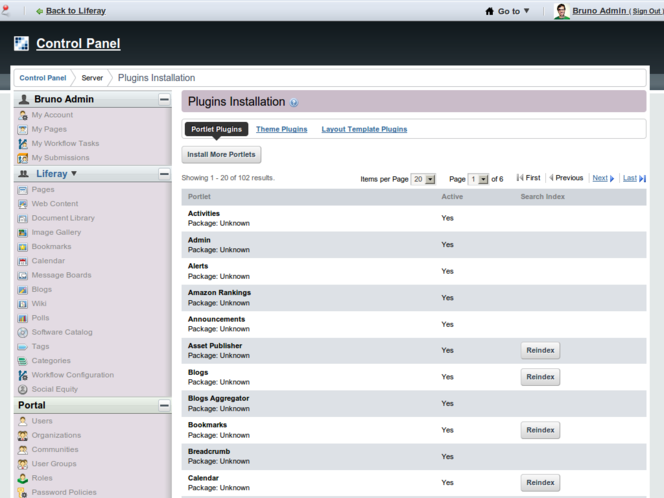 Back to Liferay
Go to ▼
Bruno Admin (Sign Out)
Control Panel
Control Panel
Server
Plugins Installation
Bruno Admin
My Account
My Pages
My Workflow Tasks
My Submissions
Liferay ▼
Pages
Web Content
Document Library
Image Gallery
Bookmarks
Calendar
Message Boards
Blogs
Wiki
Polls
Software Catalog
Tags
Categories
Workflow Configuration
Social Equity
Portal
Users
Organizations
Communities
User Groups
Roles
Password Policies
Plugins Installation
Portlet Plugins Theme Plugins Layout Template Plugins
Install More Portlets
Showing 1 - 20 of 102 results.
Items per Page 20 Page 1 of 6 First Previous Next Last
Portlet Active Search Index
Activities
Package: Unknown
Yes
Admin
Package: Unknown
Yes
Alerts
Package: Unknown
Yes
Amazon Rankings
Package: Unknown
Yes
Announcements
Package: Unknown
Yes
Asset Publisher
Package: Unknown
Yes Reindex
Blogs
Package: Unknown
Yes Reindex
Blogs Aggregator
Package: Unknown
Yes
Bookmarks
Package: Unknown
Yes Reindex
Breadcrumb
Package: Unknown
Yes
Calendar
Package: Unknown
Yes Reindex